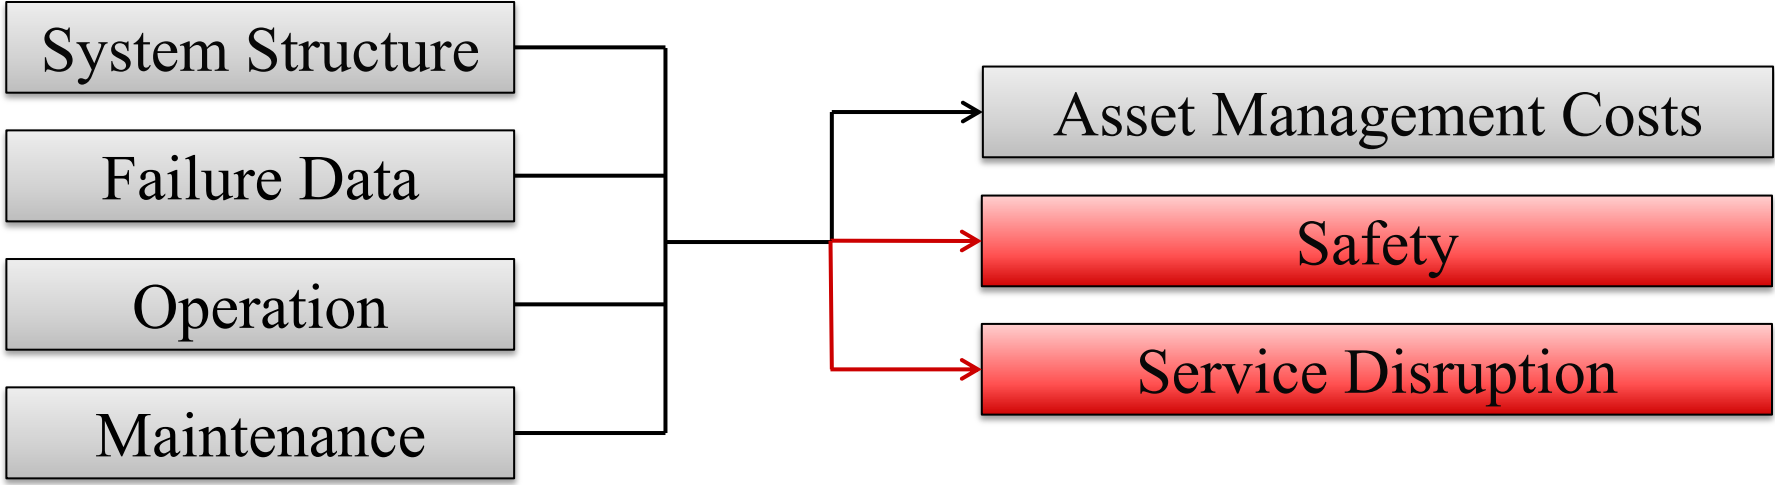 System Structure
Failure Data
Operation
Maintenance
Asset Management Costs
Safety
Service Disruption